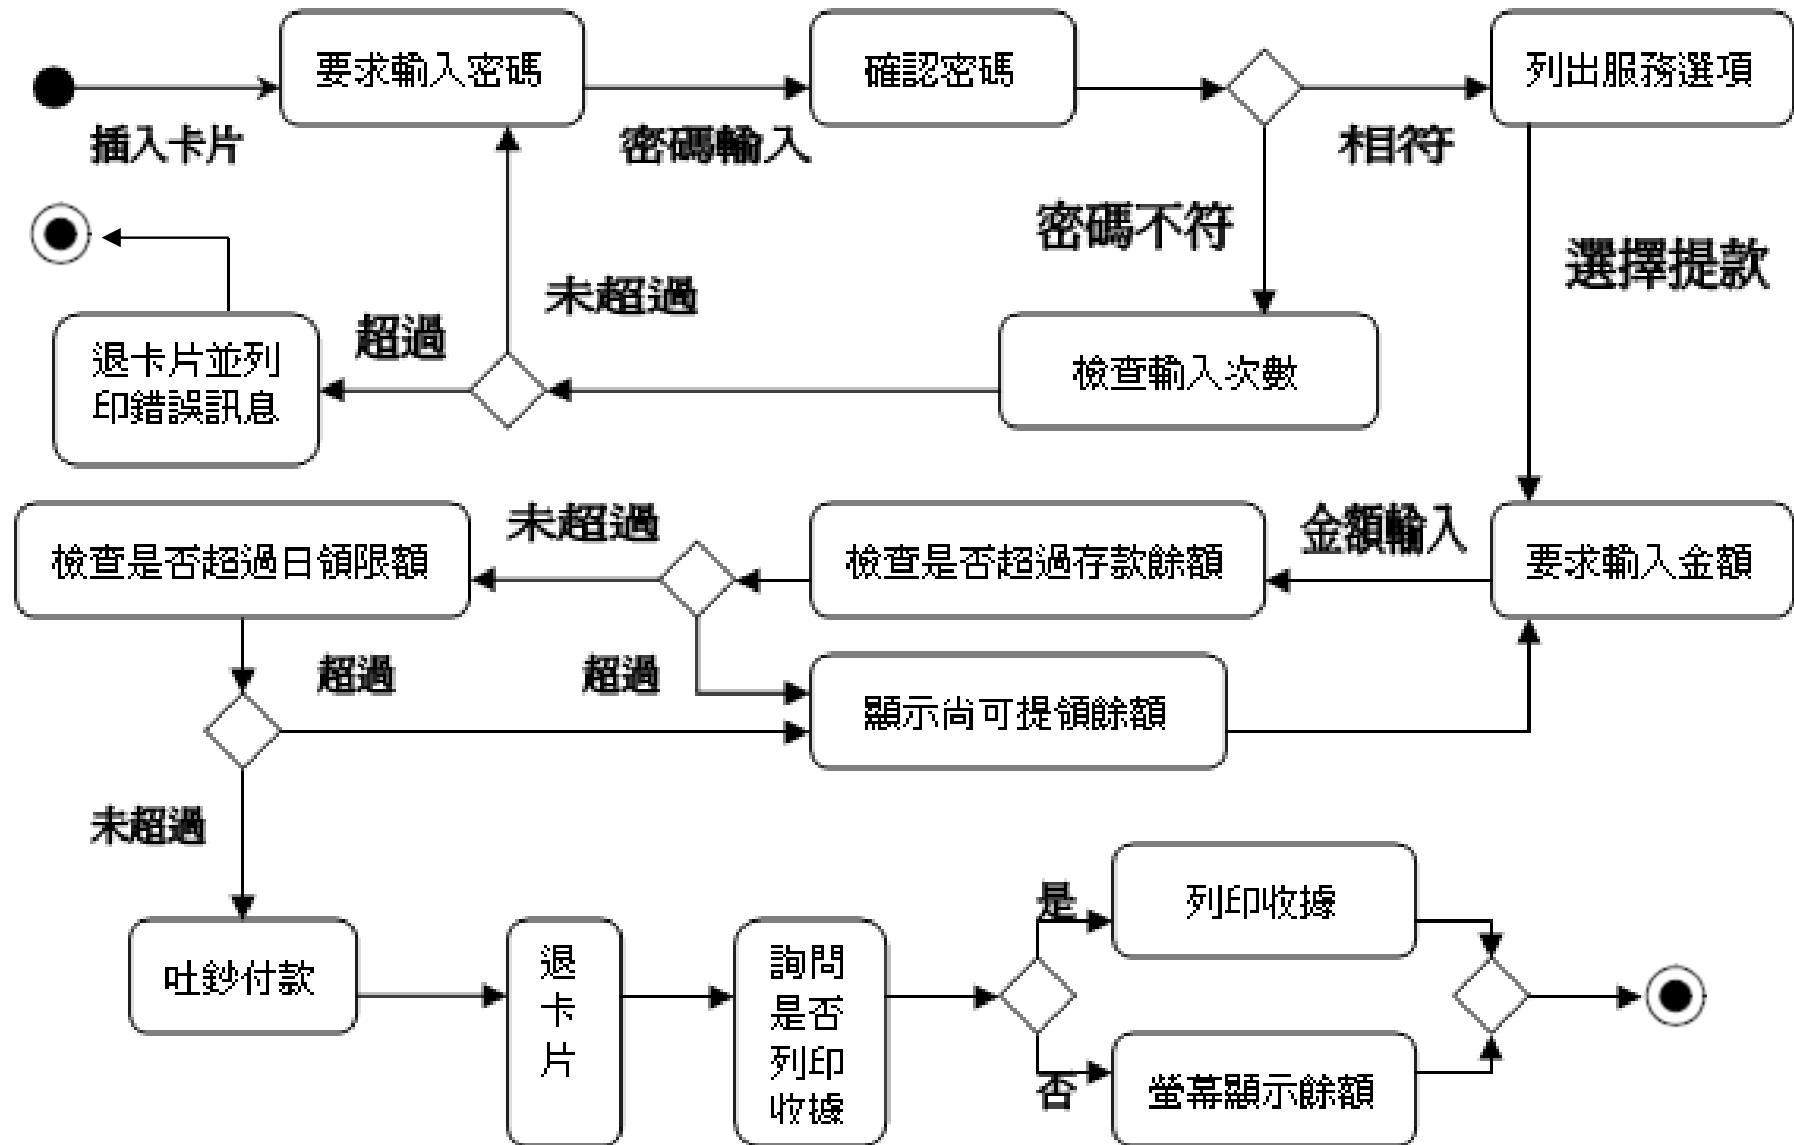 要求輸入密碼
確認密碼
列出服務選項
插入卡片
密碼輸入
相符
密碼不符
選擇提款
未超過
超過
退卡片並列
印錯誤訊息
檢查輸入次數
未超過
金額輸入
檢查是否超過日領限額
檢查是否超過存款餘額
要求輸入金額
超過
超過
顯示尚可提領餘額
未超過
是
列印收據
吐鈔付款
退
卡
片
詢問
是否
列印
收據
否
螢幕顯示餘額